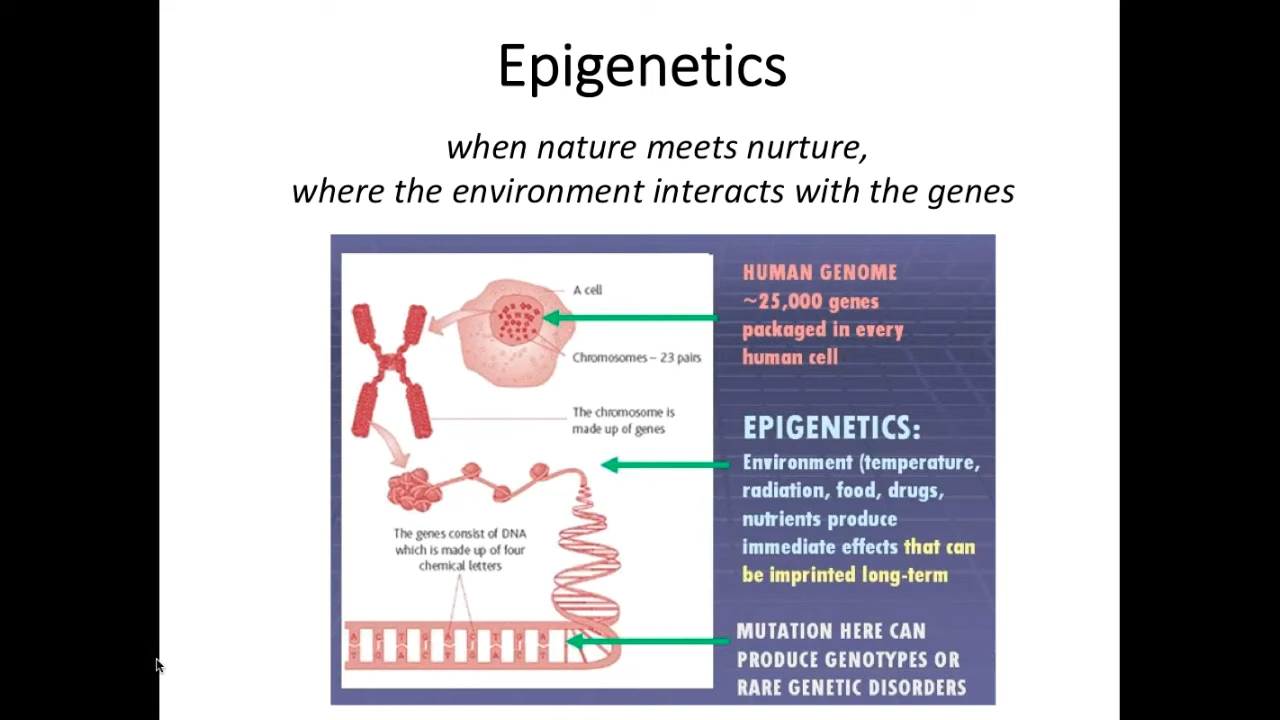 Epigenetics
when nature meets nurture,
where the environment interacts with the genes
A cell
Chromosomes – 23 pairs
The chromosome is
made up of genes
The genes consist of DNA
which is made up of four
chemical letters
HUMAN GENOME
~25,000 genes
packaged in every
human cell
EPIGENETICS:
Environment (temperature,
radiation, food, drugs,
nutrients produce
immediate effects that can
be imprinted long-term
MUTATION HERE CAN
PRODUCE GENOTYPES OR
RARE GENETIC DISORDERS